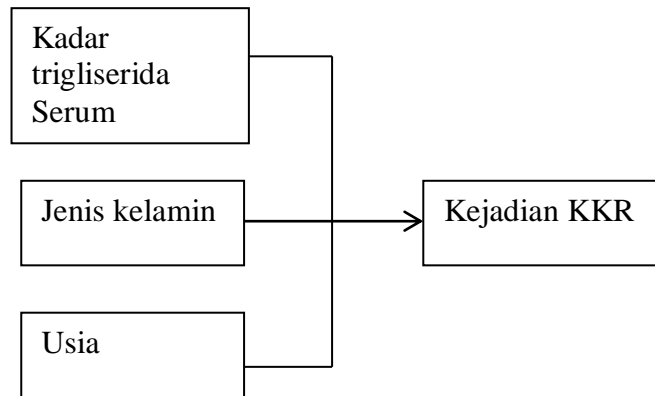 Kadar
trigliserida
Serum
Jenis kelamin
Kejadian KKR
Usia